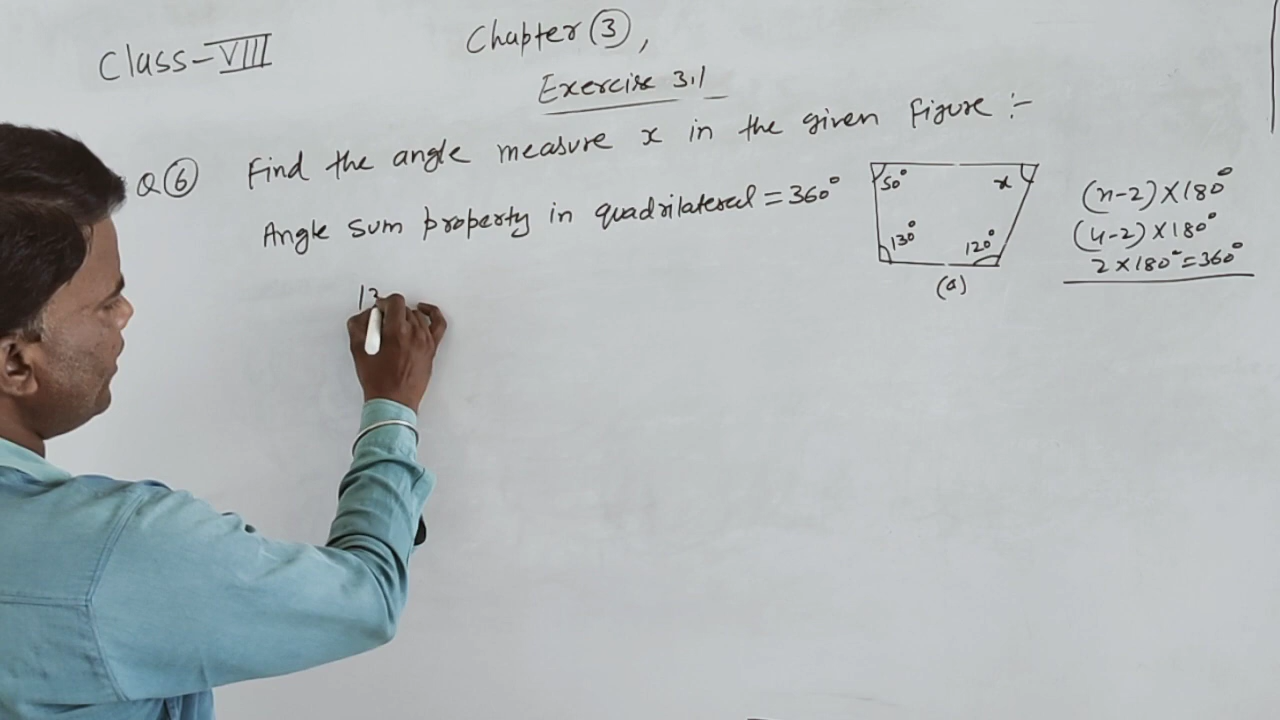 Class-VIII
Chapter ③,
Exercise 3.1
Q⑥ Find the angle measure x in the given figure :-
Angle sum property in quadrilateral = 360°
50°
x
130°
120°
(a)
(n-2)×180°
(4-2)×180°
2×180°=360°